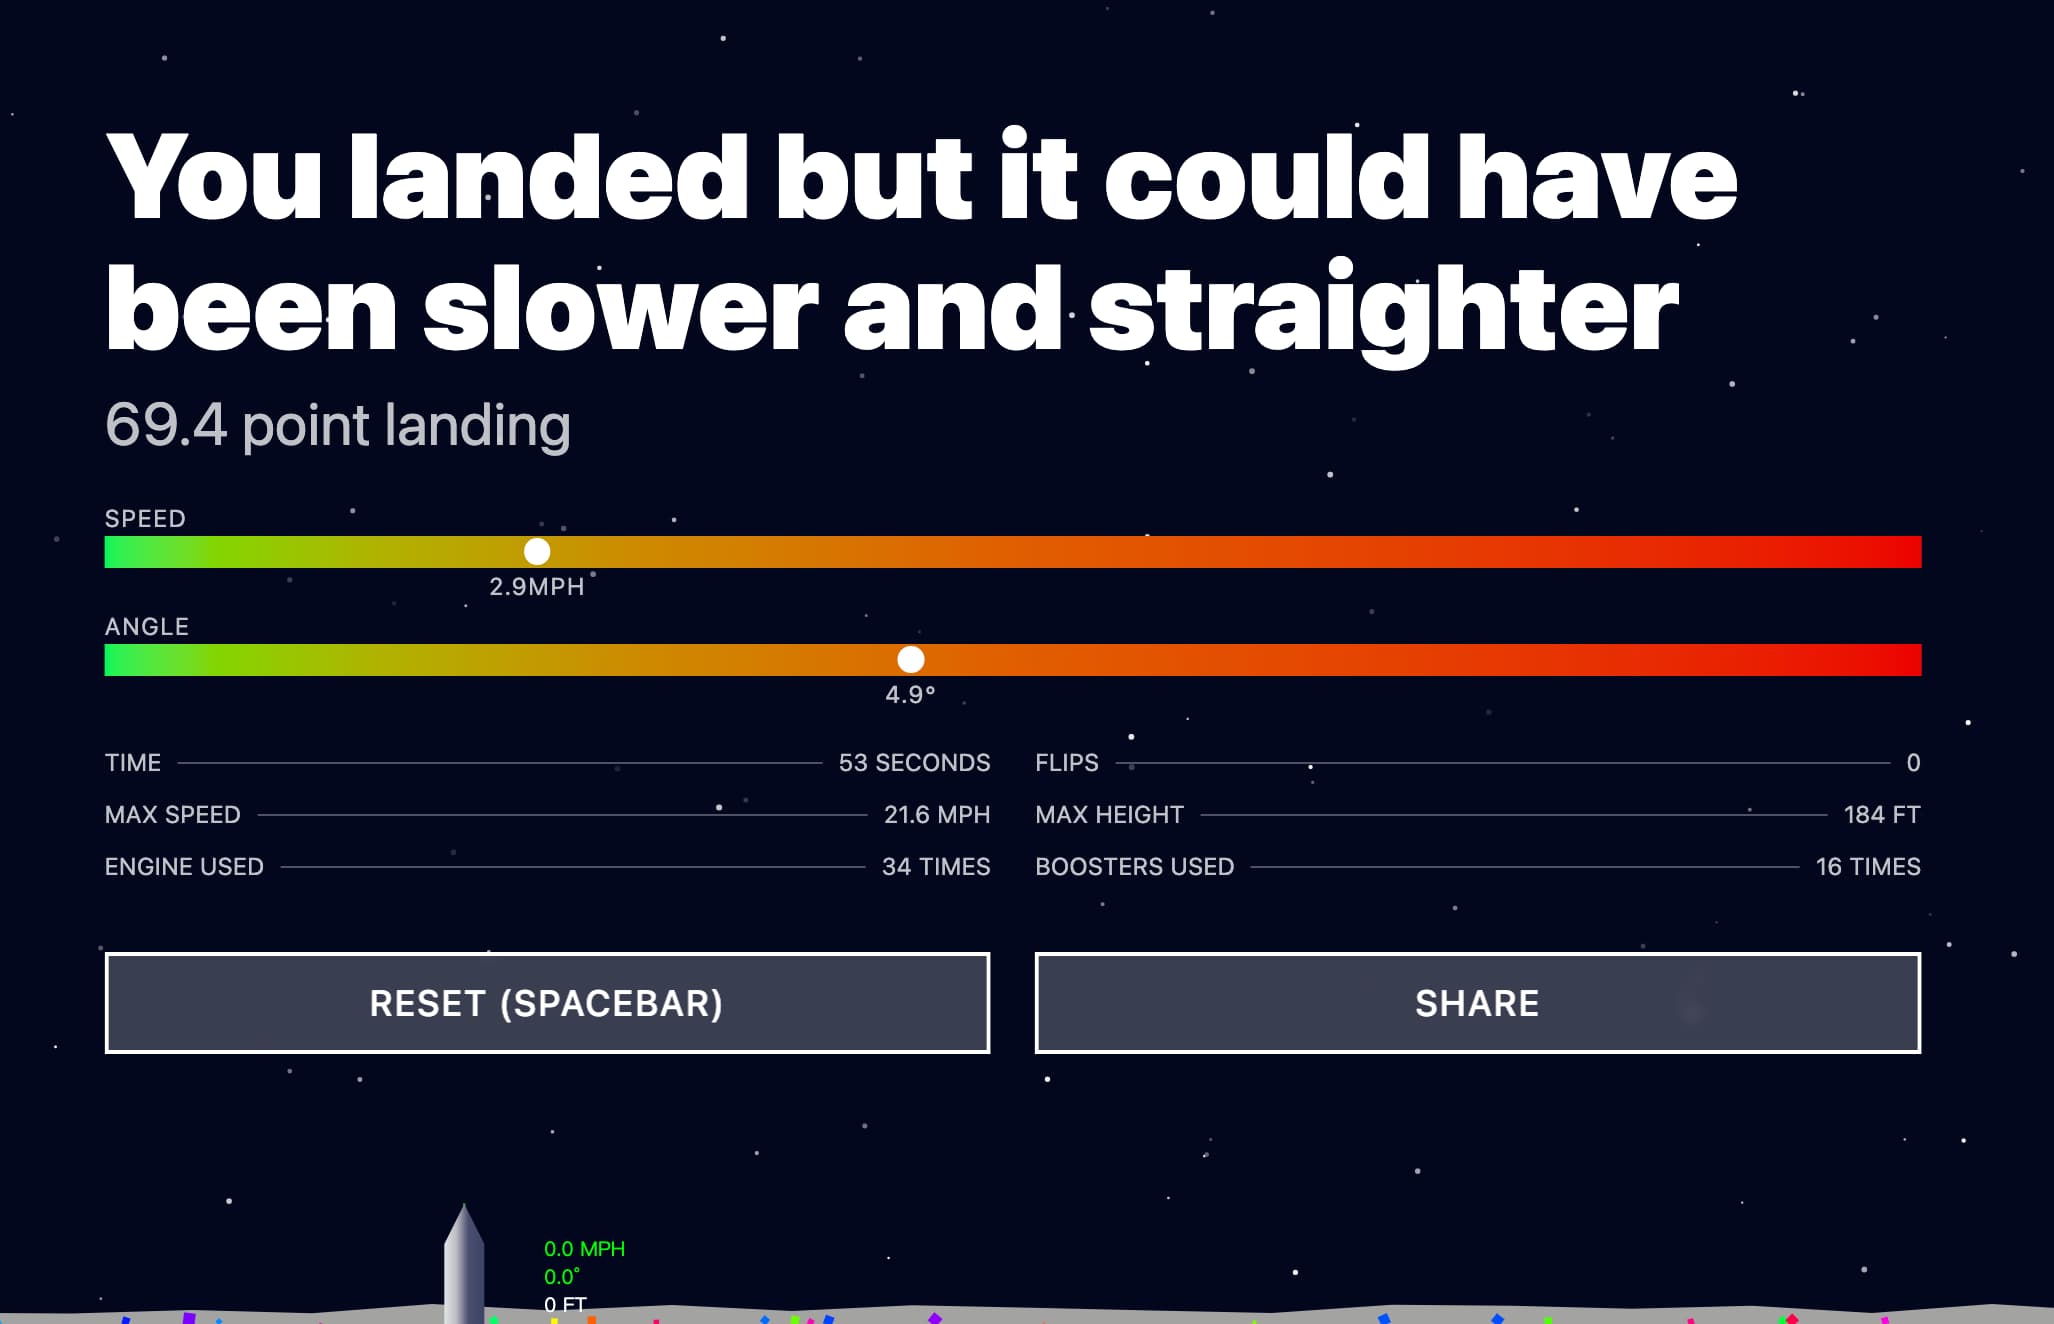 You landed but it could have
been slower and straighter
69.4 point landing
SPEED
2.9MPH
ANGLE
4.9°
TIME 53 SECONDS
FLIPS 0
MAX SPEED 21.6 MPH
MAX HEIGHT 184 FT
ENGINE USED 34 TIMES
BOOSTERS USED 16 TIMES
RESET (SPACEBAR)
SHARE
0.0 MPH
0.0°
0 FT